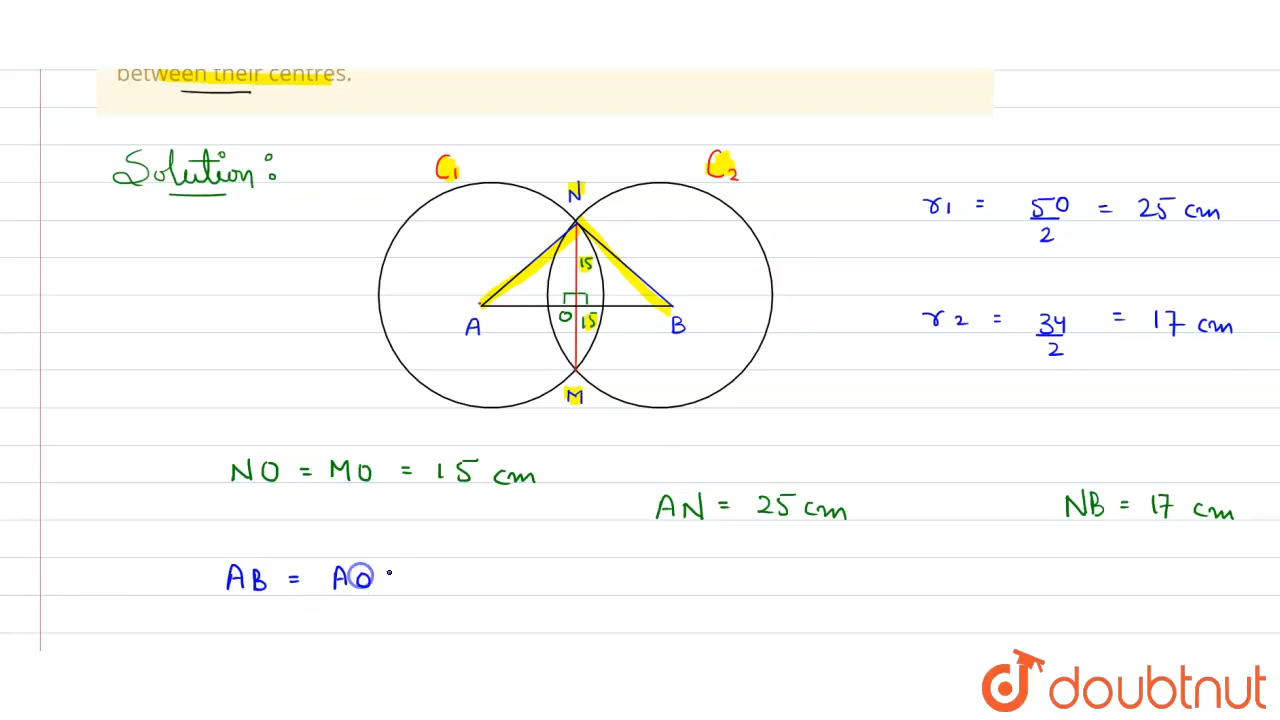 between their centres.
Solution:
C1 C2
N
15
A O 15 B
M
r1 = 50/2 = 25 cm
r2 = 34/2 = 17 cm
NO = MO = 15 cm
AN = 25 cm NB = 17 cm
AB = AO
doubtnut